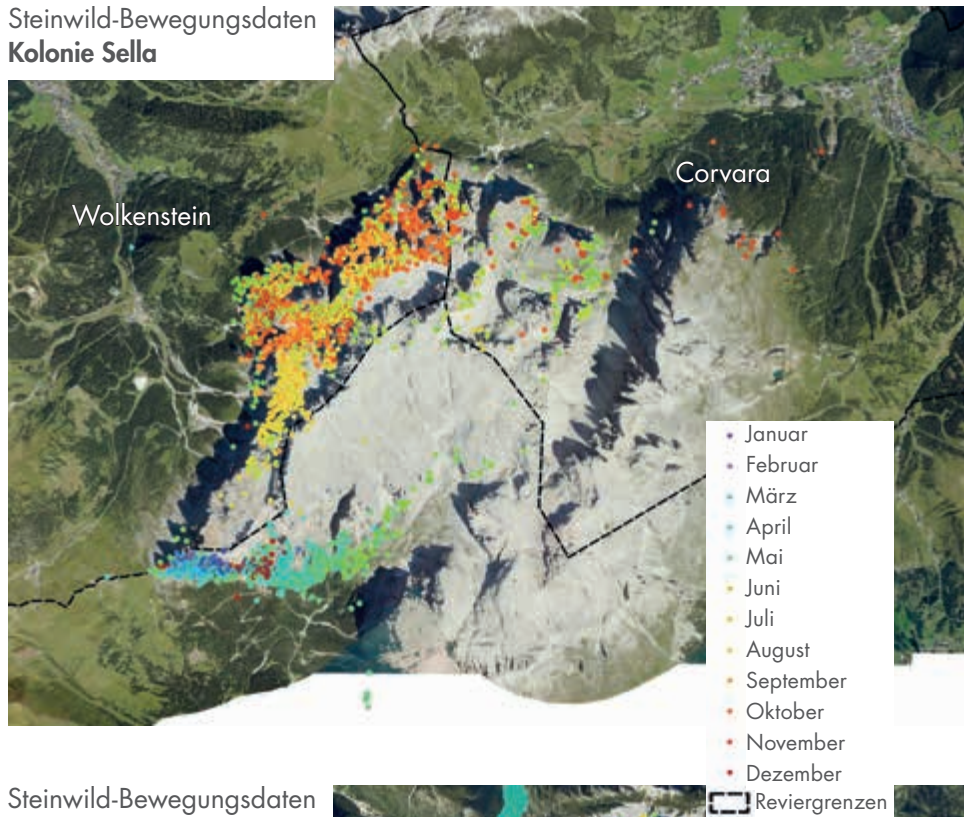 Steinwild-Bewegungsdaten
Kolonie Sella
Corvara
Wolkenstein
Januar
Februar
März
April
Mai
Juni
Juli
August
September
Oktober
November
Dezember
Reviergrenzen
Steinwild-Bewegungsdaten